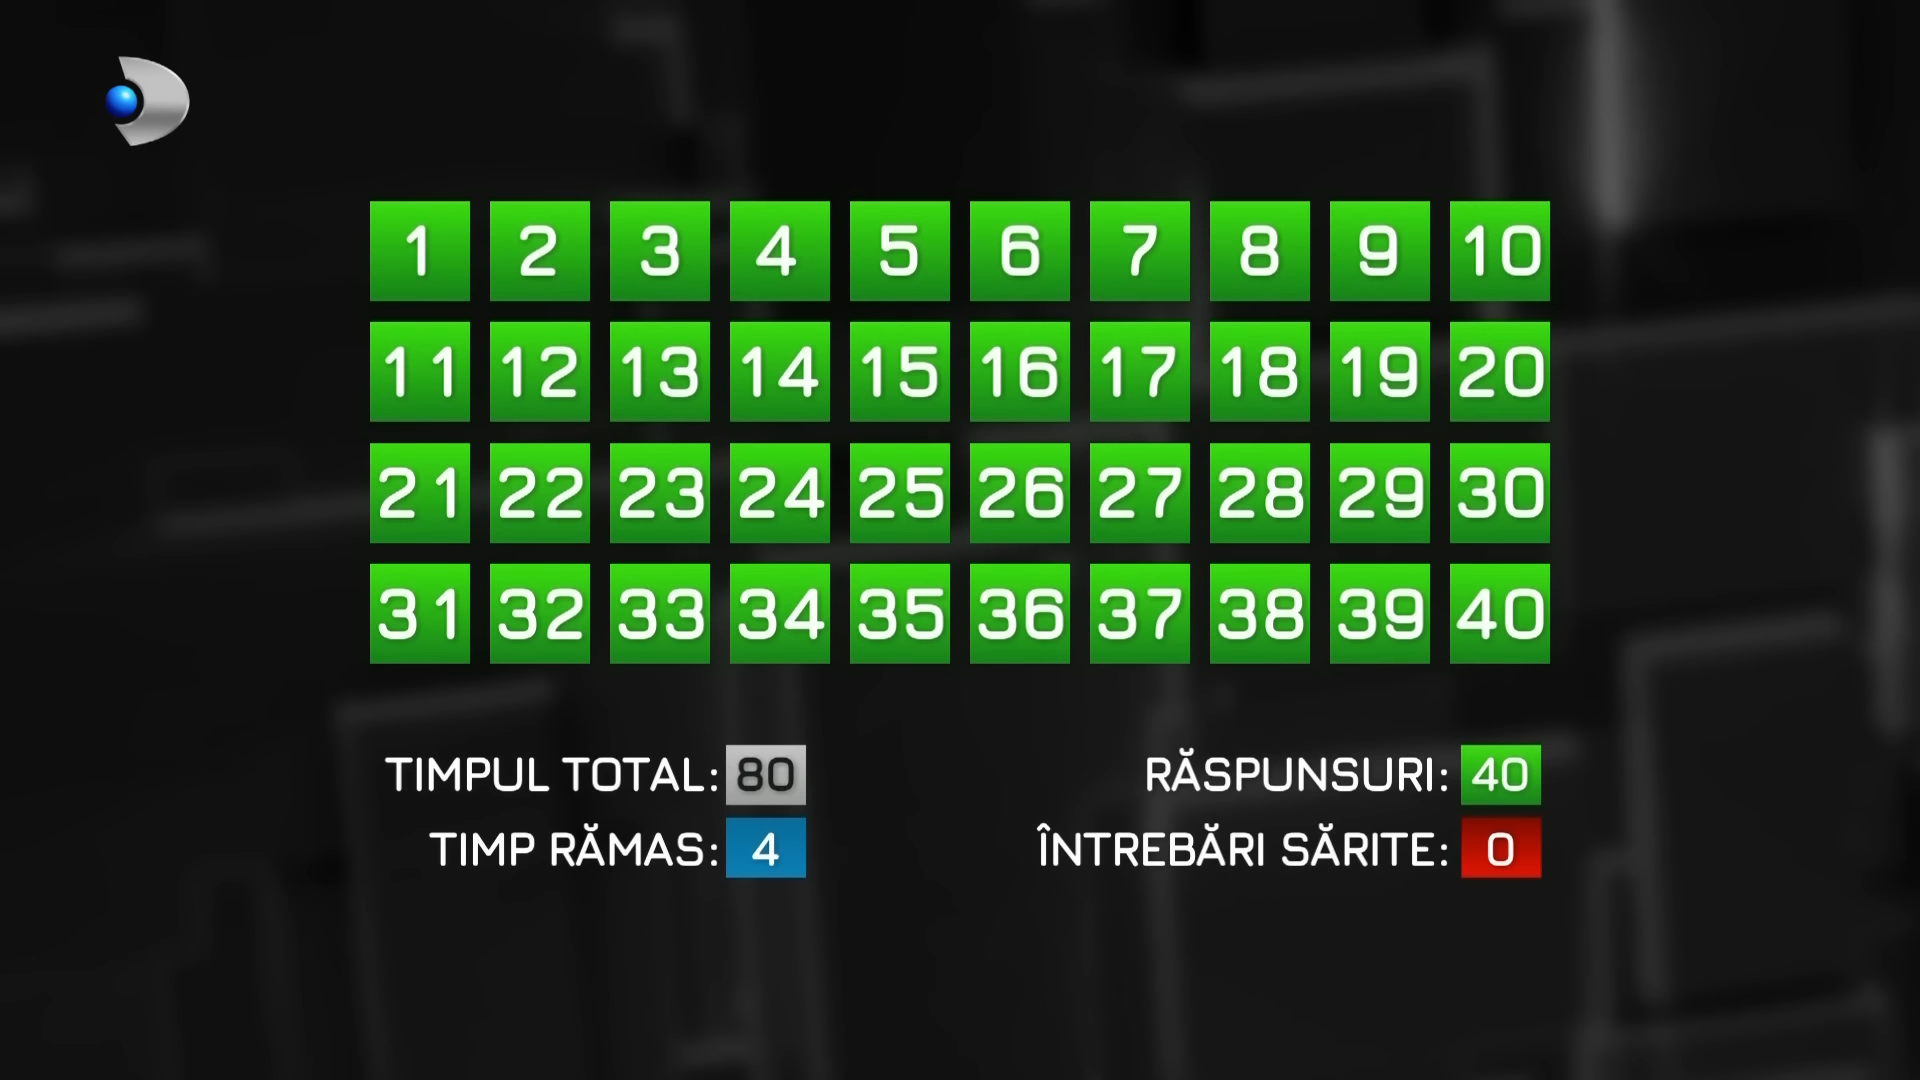 1 2 3 4 5 6 7 8 9 10
11 12 13 14 15 16 17 18 19 20
21 22 23 24 25 26 27 28 29 30
31 32 33 34 35 36 37 38 39 40
TIMPUL TOTAL: 80
TIMP RĂMAS: 4
RĂSPUNSURI: 40
ÎNTREBĂRI SĂRITE: 0